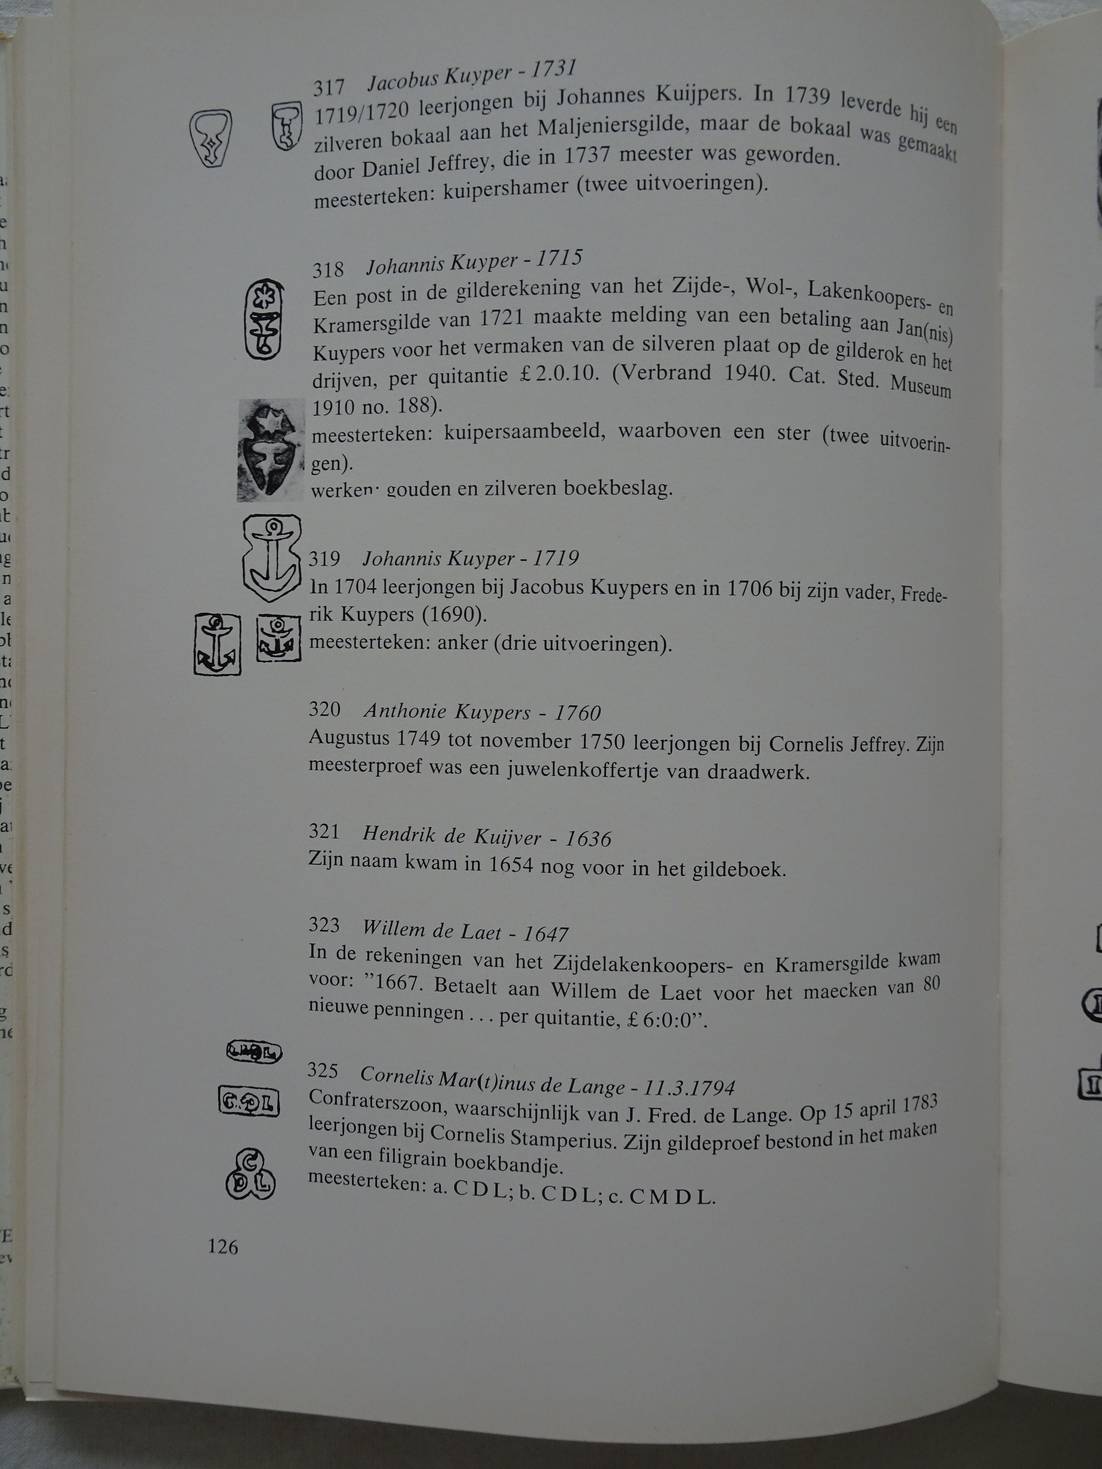 317 Jacobus Kuyper - 1731
1719/1720 leerjongen bij Johannes Kuijpers. In 1739 leverde hij een
zilveren bokaal aan het Maljeniersgilde, maar de bokaal was gemaakt
door Daniel Jeffrey, die in 1737 meester was geworden.
meesterteken: kuipershamer (twee uitvoeringen).
318 Johannis Kuyper - 1715
Een post in de gilderekening van het Zijde-, Wol-, Lakenkoopers- en
Kramersgilde van 1721 maakte melding van een betaling aan Jan(nis)
Kuypers voor het vermaken van de silveren plaat op de gilderok en het
drijven, per quitantie £ 2.0.10. (Verbrand 1940. Cat. Sted. Museum
1910 no. 188).
meesterteken: kuipersaambeeld, waarboven een ster (twee uitvoerin-
gen).
werken: gouden en zilveren boekbeslag.
319 Johannis Kuyper - 1719
In 1704 leerjongen bij Jacobus Kuypers en in 1706 bij zijn vader, Frede-
rik Kuypers (1690).
meesterteken: anker (drie uitvoeringen).
320 Anthonie Kuypers - 1760
Augustus 1749 tot november 1750 leerjongen bij Cornelis Jeffrey. Zijn
meesterproef was een juwelenkoffertje van draadwerk.
321 Hendrik de Kuijver - 1636
Zijn naam kwam in 1654 nog voor in het gildeboek.
323 Willem de Laet - 1647
In de rekeningen van het Zijdelakenkoopers- en Kramersgilde kwam
voor: ”1667. Betaelt aan Willem de Laet voor het maecken van 80
nieuwe penningen . . . per quitantie, £ 6:0:0”.
325 Cornelis Mar(t)inus de Lange - 11.3.1794
Confraterszoon, waarschijnlijk van J. Fred. de Lange. Op 15 april 1783
leerjongen bij Cornelis Stamperius. Zijn gildeproef bestond in het maken
van een filigrain boekbandje.
meesterteken: a. C D L; b. C D L; c. C M D L.
C.DL
C
D L
126